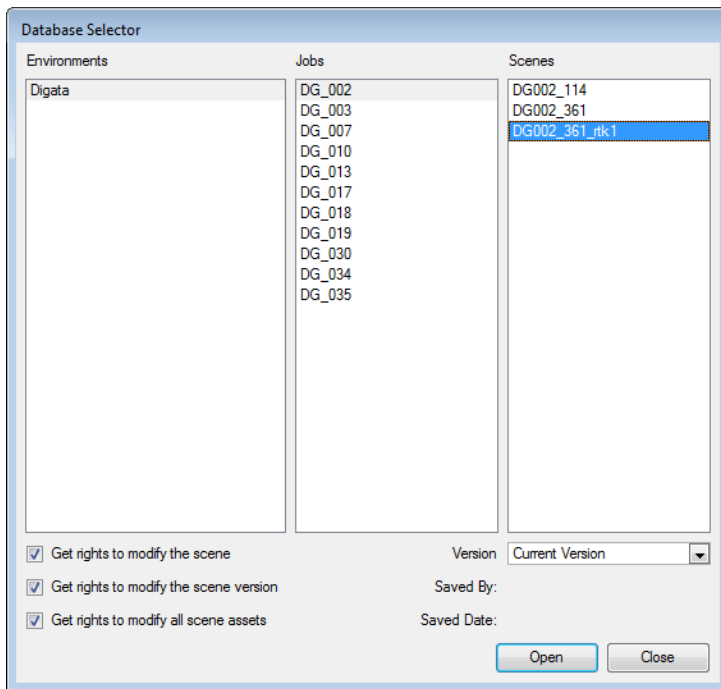 Database Selector
Environments
Jobs
Scenes
Digata
DG_002
DG_003
DG_007
DG_010
DG_013
DG_017
DG_018
DG_019
DG_030
DG_034
DG_035
DG002_114
DG002_361
DG002_361_rtk1
Get rights to modify the scene
Version
Current Version
Get rights to modify the scene version
Saved By:
Get rights to modify all scene assets
Saved Date:
Open
Close